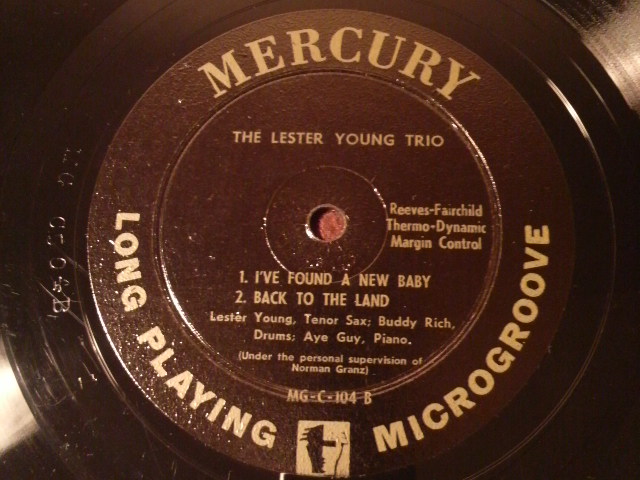 MERCURY
THE LESTER YOUNG TRIO
Reeves-Fairchild
Thermo-Dynamic
Margin Control
1. I'VE FOUND A NEW BABY
2. BACK TO THE LAND
Lester Young, Tenor Sax; Buddy Rich,
Drums; Aye Guy, Piano.
(Under the personal supervision of
Norman Granz)
MG-C-104 B
LONG PLAYING MICROGROOVE